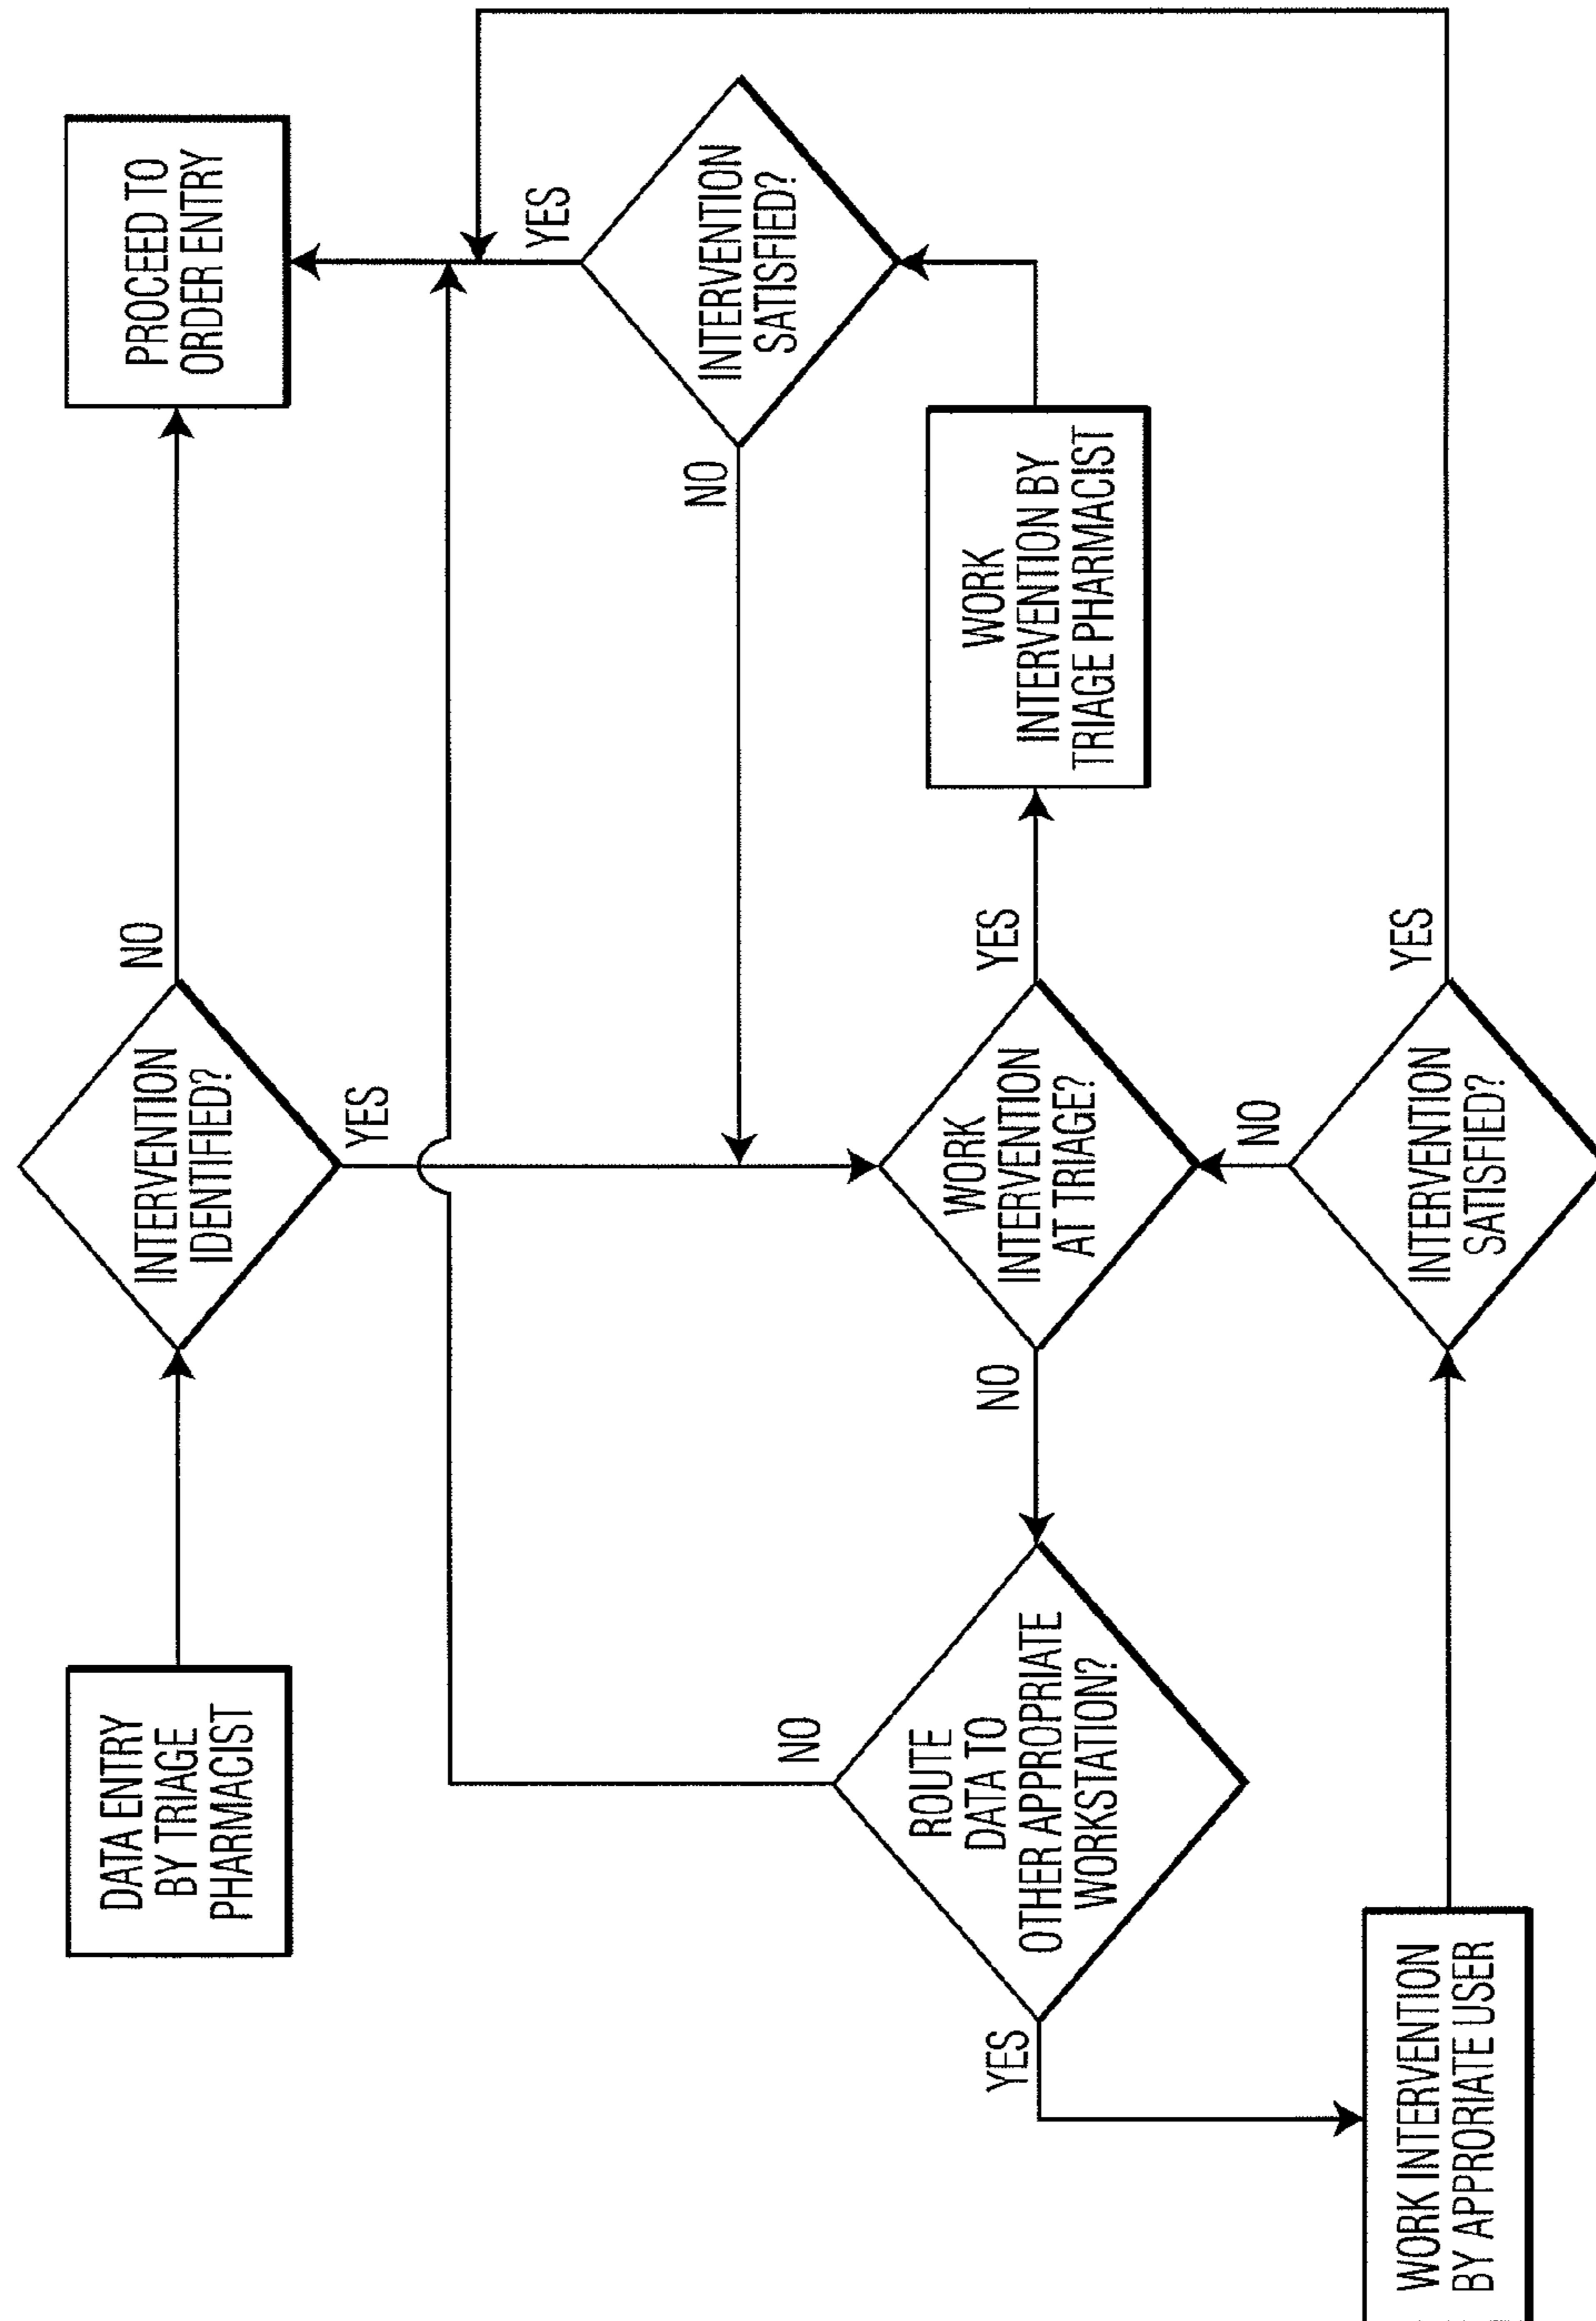 DATA ENTRY
BY TRIAGE
PHARMACIST
INTERVENTION
IDENTIFIED?
NO
PROCEED TO
ORDER ENTRY
YES
YES
INTERVENTION
SATISFIED?
NO
NO
ROUTE
DATA TO
OTHER APPROPRIATE
WORKSTATION?
YES
NO
WORK
INTERVENTION
AT TRIAGE?
YES
WORK
INTERVENTION BY
TRIAGE PHARMACIST
NO
WORK INTERVENTION
BY APPRORIATE USER
INTERVENTION
SATISFIED?
YES